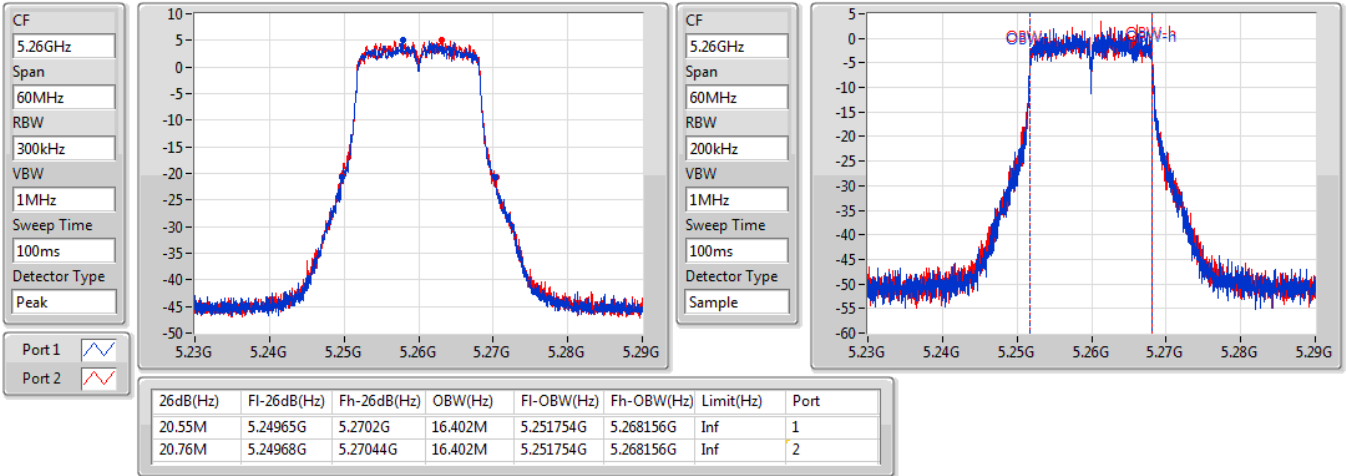 CF
5.26GHz
Span
60MHz
RBW
300kHz
VBW
1MHz
Sweep Time
100ms
Detector Type
Peak
Port 1
Port 2
10
5
0
-5
-10
-15
-20
-25
-30
-35
-40
-45
-50
5.23G 5.24G 5.25G 5.26G 5.27G 5.28G 5.29G
CF
5.26GHz
Span
60MHz
RBW
200kHz
VBW
1MHz
Sweep Time
100ms
Detector Type
Sample
5
0
-5
-10
-15
-20
-25
-30
-35
-40
-45
-50
-55
-60
OBW OBW-h
5.23G 5.24G 5.25G 5.26G 5.27G 5.28G 5.29G
26dB(Hz) Fl-26dB(Hz) Fh-26dB(Hz) OBW(Hz) Fl-OBW(Hz) Fh-OBW(Hz) Limit(Hz) Port
20.55M 5.24965G 5.2702G 16.402M 5.251754G 5.268156G Inf 1
20.76M 5.24968G 5.27044G 16.402M 5.251754G 5.268156G Inf 2